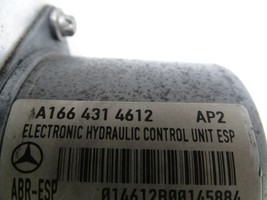 A166 431 4612 AP2
ELECTRONIC HYDRAULIC CONTROL UNIT ESP
ABR-ESP 014612B00145884